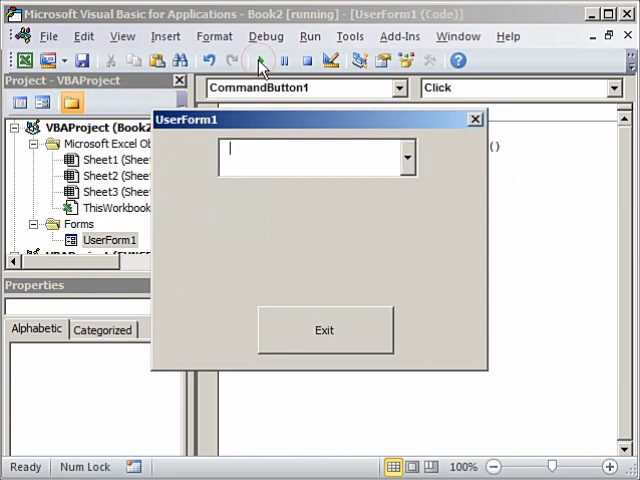 Microsoft Visual Basic for Applications - Book2 [running] - [UserForm1 (Code)]
File Edit View Insert Format Debug Run Tools Add-Ins Window Help
Project - VBAProject
CommandButton1 Click
VBAProject (Book2
Microsoft Excel Ob
Sheet1 (Shee
Sheet2 (Shee
Sheet3 (Shee
ThisWorkbook
Forms
UserForm1
()
UserForm1
Exit
Properties
Alphabetic Categorized
Ready Num Lock 100%